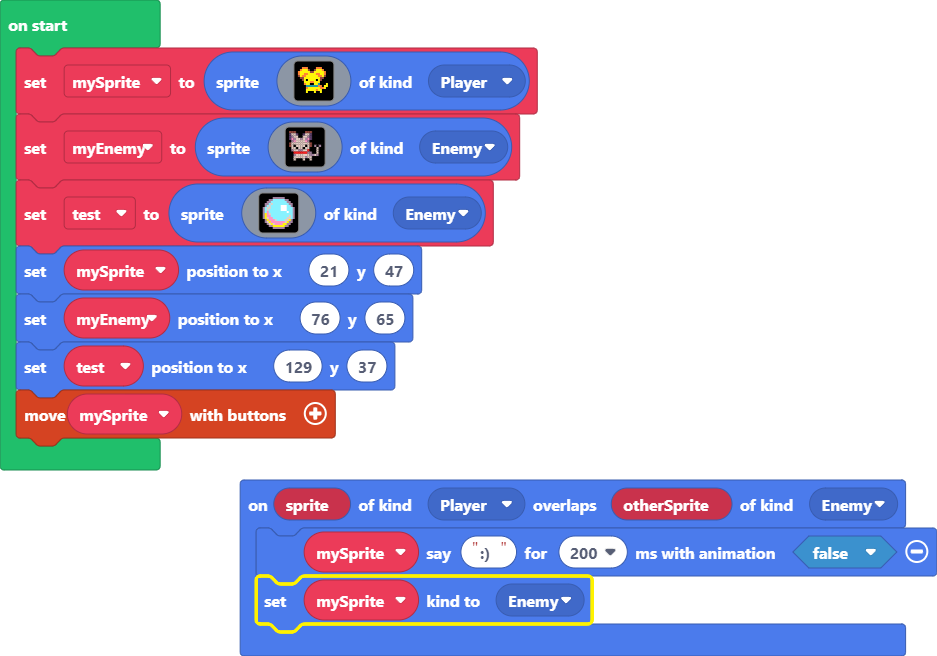 on start
set mySprite to sprite of kind Player
set myEnemy to sprite of kind Enemy
set test to sprite of kind Enemy
set mySprite position to x 21 y 47
set myEnemy position to x 76 y 65
set test position to x 129 y 37
move mySprite with buttons
on sprite of kind Player overlaps otherSprite of kind Enemy
mySprite say ":)" for 200 ms with animation false
set mySprite kind to Enemy